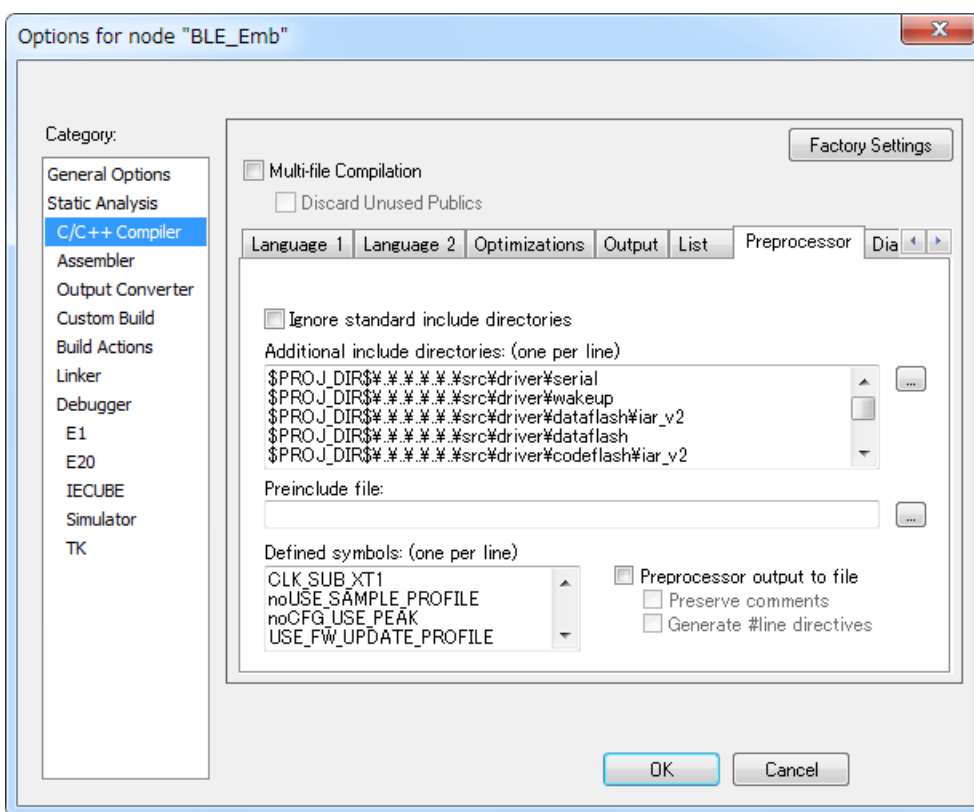 Options for node "BLE_Emb"
Category:
General Options
Static Analysis
C/C++ Compiler
Assembler
Output Converter
Custom Build
Build Actions
Linker
Debugger
E1
E20
IECUBE
Simulator
TK
Factory Settings
Multi-file Compilation
Discard Unused Publics
Language 1 Language 2 Optimizations Output List Preprocessor Dia
Ignore standard include directories
Additional include directories: (one per line)
$PROJ_DIR$¥.¥.¥.¥.¥.¥src¥driver¥serial
$PROJ_DIR$¥.¥.¥.¥.¥.¥src¥driver¥wakeup
$PROJ_DIR$¥.¥.¥.¥.¥.¥src¥driver¥dataflash¥iar_v2
$PROJ_DIR$¥.¥.¥.¥.¥.¥src¥driver¥dataflash
$PROJ_DIR$¥.¥.¥.¥.¥.¥src¥driver¥codeflash¥iar_v2
...
Preinclude file:
...
Defined symbols: (one per line)
CLK_SUB_XT1
noUSE_SAMPLE_PROFILE
noCFG_USE_PEAK
USE_FW_UPDATE_PROFILE
Preprocessor output to file
Preserve comments
Generate #line directives
OK
Cancel